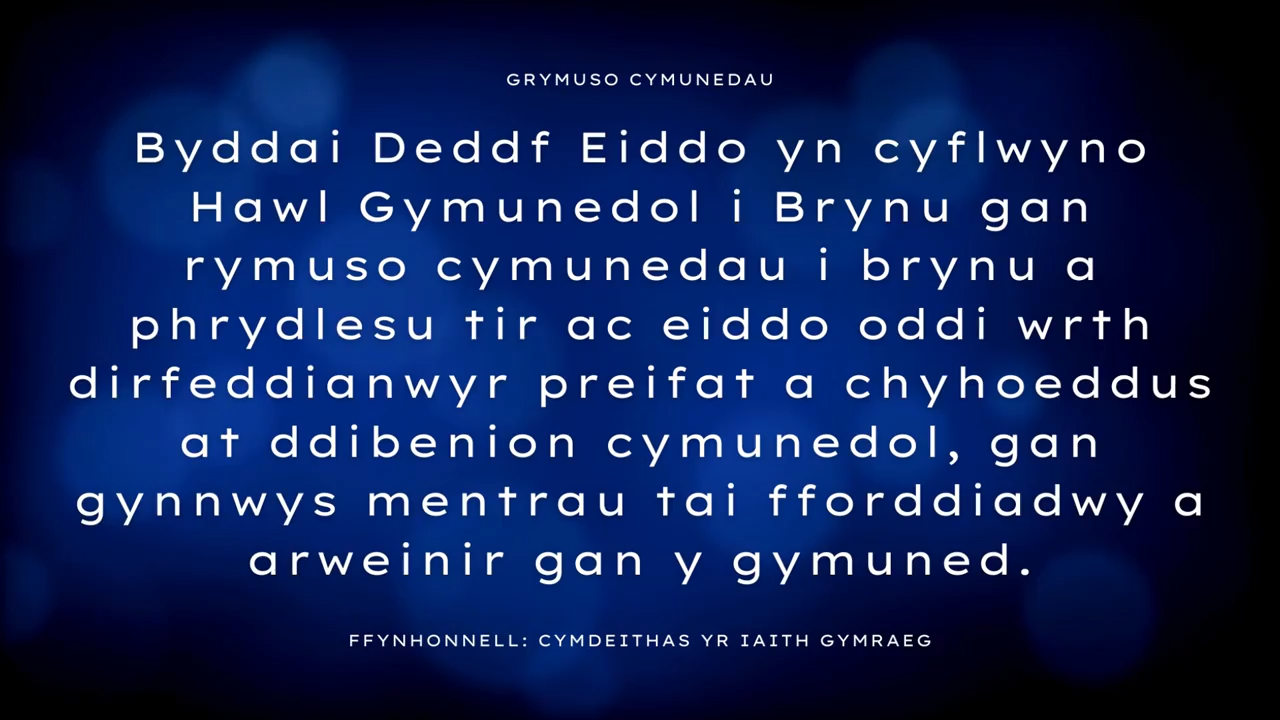 GRYMUSO CYMUNEDAU
Byddai Deddf Eiddo yn cyflwyno
Hawl Gymunedol i Brynu gan
rymuso cymunedau i brynu a
phrydlesu tir ac eiddo oddi wrth
dirfeddianwyr preifat a chyhoeddus
at ddibenion cymunedol, gan
gynnwys mentrau tai fforddiadwy a
arweinir gan y gymuned.
FFYNHONNELL: CYMDEITHAS YR IAITH GYMRAEG